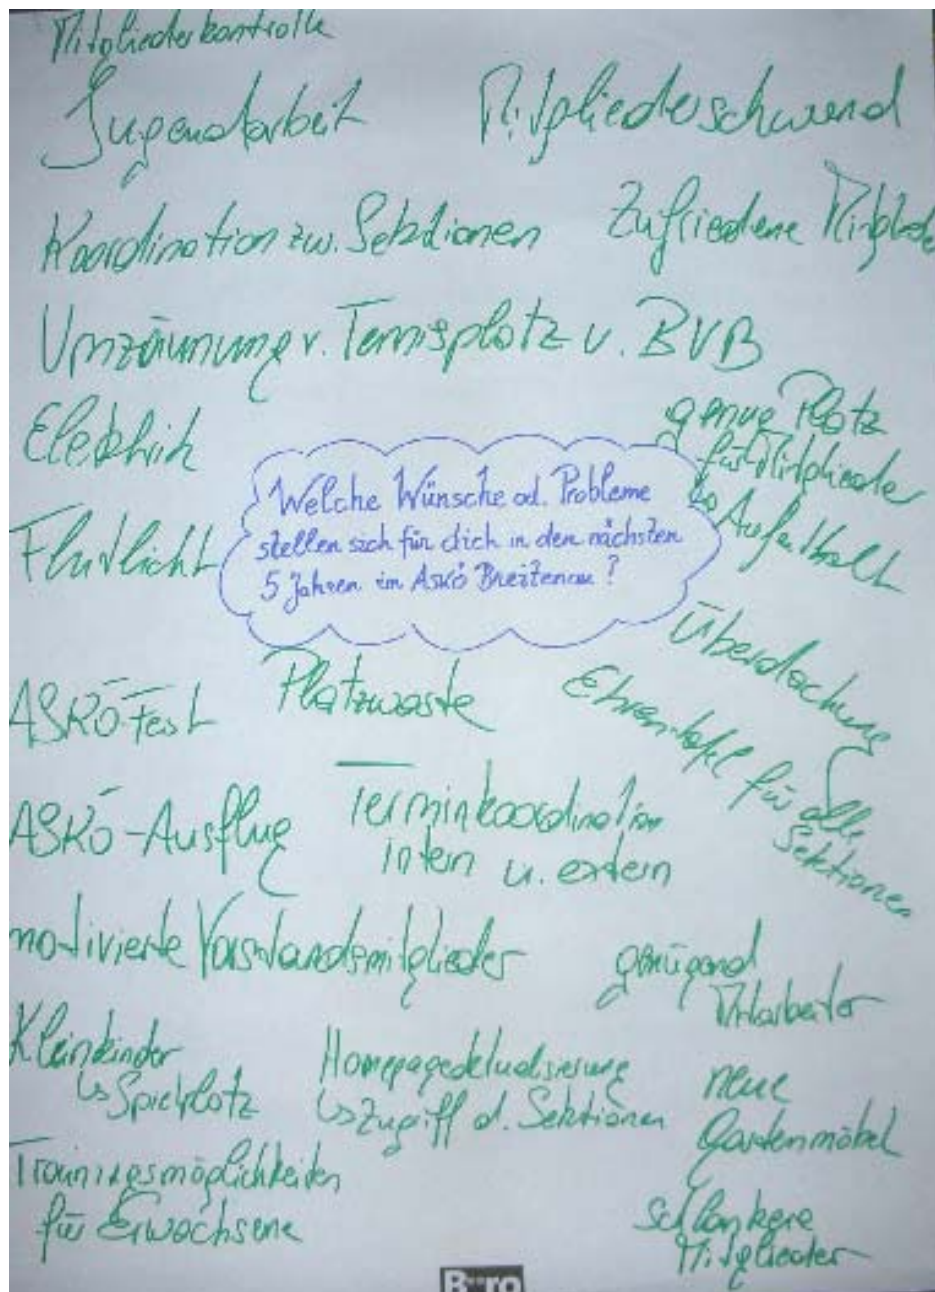 Mitgliederkontrolle
Jugendarbeit
Mitgliederschwund
Koordination zw. Sektionen
Zufriedene Mitgliede
Umzäunung v. Tennisplatz u. BVB
Elektrik
genug Platz
für Mitglieder
↳ Aufenthalt
Flutlicht
Welche Wünsche od. Probleme
stellen sich für dich in den nächsten
5 Jahren im Askö Breitenau?
Überdachung
ASKÖ-Fest
Platzwarte
Ehrentafel für alle
Sektionen
ASKÖ-Ausflug
Terminkoordination
intern u. extern
motivierte Vorstandsmitglieder
genügend
Mitarbeiter
Kleinkinder
↳ Spielplatz
Homepageaktualisierung
↳ Zugriff d. Sektionen
neue
Gartenmöbel
Trainingsmöglichkeiten
für Erwachsene
schlankere
Mitglieder